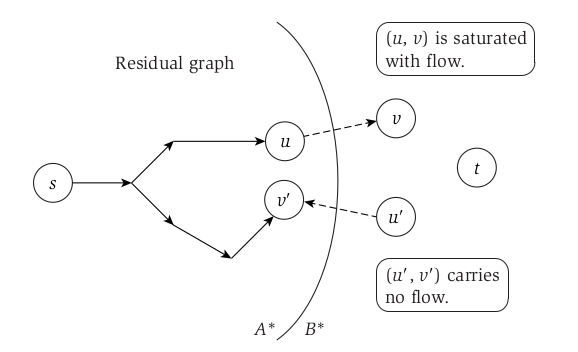 (u, v) is saturated
with flow.
Residual graph
v
u
t
s
v′
u′
(u′, v′) carries
no flow.
A* B*